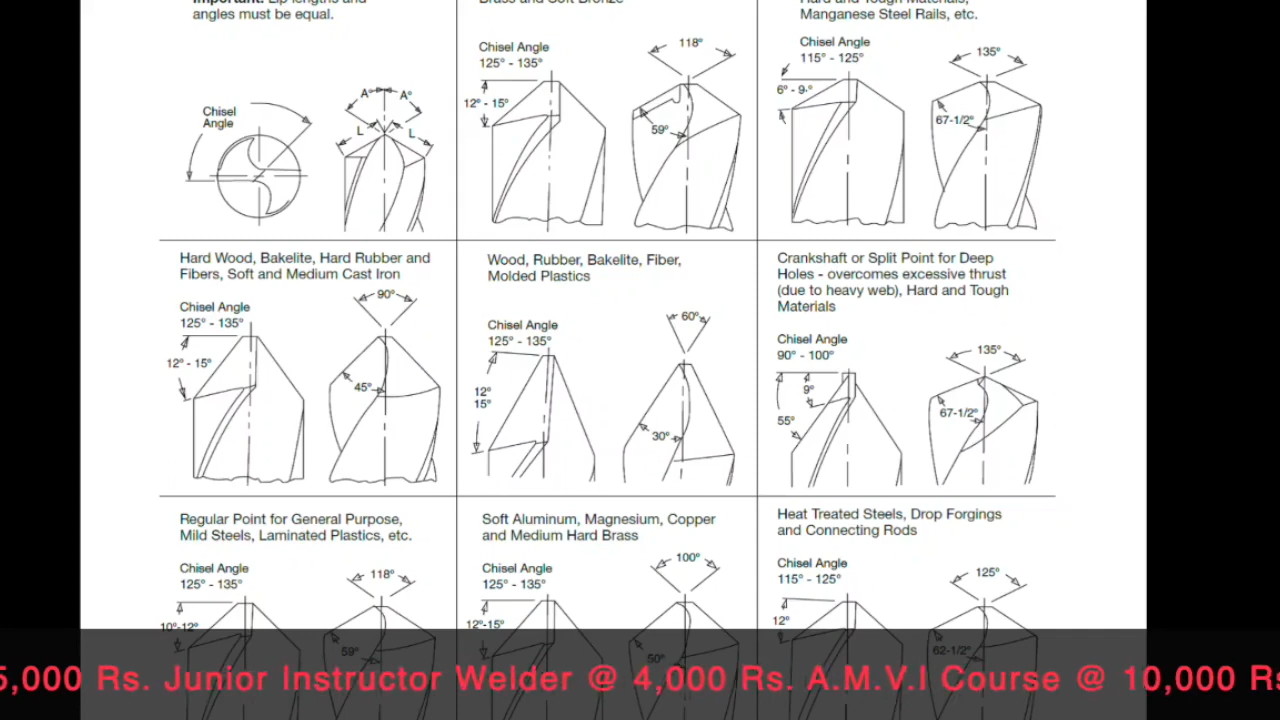 Important: Lip lengths and
angles must be equal.
Chisel
Angle
A°
A°
L
L
Brass and Soft Bronze
Chisel Angle
125° - 135°
12° - 15°
118°
59°
Hard and Tough Materials,
Manganese Steel Rails, etc.
Chisel Angle
115° - 125°
6° - 9·°
135°
67-1/2°
Hard Wood, Bakelite, Hard Rubber and
Fibers, Soft and Medium Cast Iron
Chisel Angle
125° - 135°
12° - 15°
90°
45°
Wood, Rubber, Bakelite, Fiber,
Molded Plastics
Chisel Angle
125° - 135°
12°
15°
60°
30°
Crankshaft or Split Point for Deep
Holes - overcomes excessive thrust
(due to heavy web), Hard and Tough
Materials
Chisel Angle
90° - 100°
9°
55°
135°
67-1/2°
Regular Point for General Purpose,
Mild Steels, Laminated Plastics, etc.
Chisel Angle
125° - 135°
10°-12°
118°
59°
Soft Aluminum, Magnesium, Copper
and Medium Hard Brass
Chisel Angle
125° - 135°
12°-15°
100°
50°
Heat Treated Steels, Drop Forgings
and Connecting Rods
Chisel Angle
115° - 125°
12°
125°
62-1/2°
5,000 Rs. Junior Instructor Welder @ 4,000 Rs. A.M.V.I Course @ 10,000 Rs